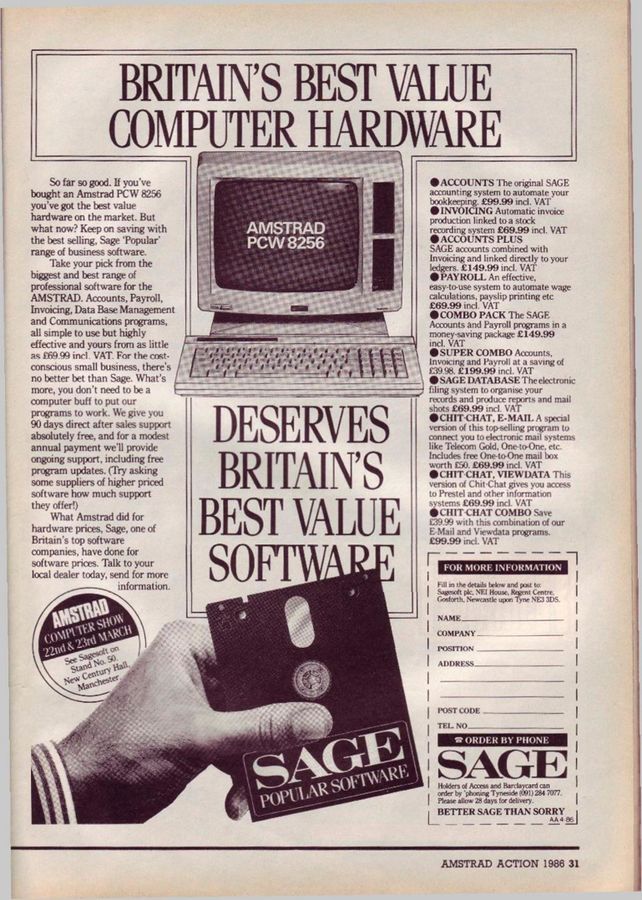 BRITAIN'S BEST VALUE
COMPUTER HARDWARE
So far so good. If you've
bought an Amstrad PCW 8256
you've got the best value
hardware on the market. But
what now? Keep on saving with
the best selling, Sage 'Popular'
range of business software.
Take your pick from the
biggest and best range of
professional software for the
AMSTRAD. Accounts, Payroll,
Invoicing, Data Base Management
and Communications programs,
all simple to use but highly
effective and yours from as little
as £69.99 incl. VAT. For the cost-
conscious small business, there's
no better bet than Sage. What's
more, you don't need to be a
computer buff to put our
programs to work. We give you
90 days direct after sales support
absolutely free, and for a modest
annual payment we'll provide
ongoing support, including free
program updates. (Try asking
some suppliers of higher priced
software how much support
they offer!)
What Amstrad did for
hardware prices, Sage, one of
Britain's top software
companies, have done for
software prices. Talk to your
local dealer today, send for more
information.
AMSTRAD
COMPUTER SHOW
22nd & 23rd MARCH
See Sagesoft on
Stand No. 50.
New Century Hall,
Manchester.
AMSTRAD
PCW 8256
DESERVES
BRITAIN'S
BEST VALUE
SOFTWARE
SAGE
POPULAR SOFTWARE
● ACCOUNTS The original SAGE
accounting system to automate your
bookkeeping. £99.99 incl. VAT
● INVOICING Automatic invoice
production linked to a stock
recording system £69.99 incl. VAT
● ACCOUNTS PLUS
SAGE accounts combined with
Invoicing and linked directly to your
ledgers. £149.99 incl. VAT
● PAYROLL An effective,
easy-to-use system to automate wage
calculations, payslip printing etc
£69.99 incl. VAT
● COMBO PACK The SAGE
Accounts and Payroll programs in a
money-saving package £149.99
incl. VAT
● SUPER COMBO Accounts,
Invoicing and Payroll at a saving of
£39.98. £199.99 incl. VAT
● SAGE DATABASE The electronic
filing system to organise your
records and produce reports and mail
shots £69.99 incl. VAT
● CHIT-CHAT, E-MAIL A special
version of this top-selling program to
connect you to electronic mail systems
like Telecom Gold, One-to-One, etc.
Includes free One-to-One mail box
worth £50. £69.99 incl. VAT
● CHIT-CHAT, VIEWDATA This
version of Chit-Chat gives you access
to Prestel and other information
systems £69.99 incl. VAT
● CHIT-CHAT COMBO Save
£39.99 with this combination of our
E-Mail and Viewdata programs.
£99.99 incl. VAT
FOR MORE INFORMATION
Fill in the details below and post to:
Sagesoft plc, NEI House, Regent Centre,
Gosforth, Newcastle upon Tyne NE3 3DS.
NAME
COMPANY
POSITION
ADDRESS
POST CODE
TEL. NO.
☎ ORDER BY PHONE
SAGE
Holders of Access and Barclaycard can
order by 'phoning Tyneside (091) 284 7077.
Please allow 28 days for delivery.
BETTER SAGE THAN SORRY
AA 4-86
AMSTRAD ACTION 1986 31